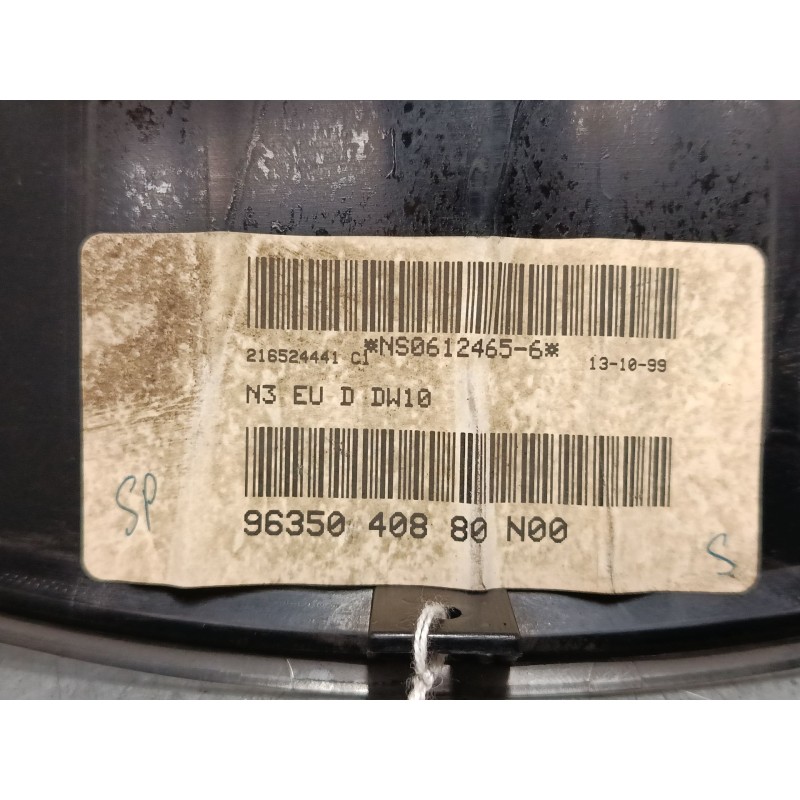 *NS0612465-6*
216524441 C1 13-10-99
N3 EU D DW10
96350 408 80 N00
SP
S